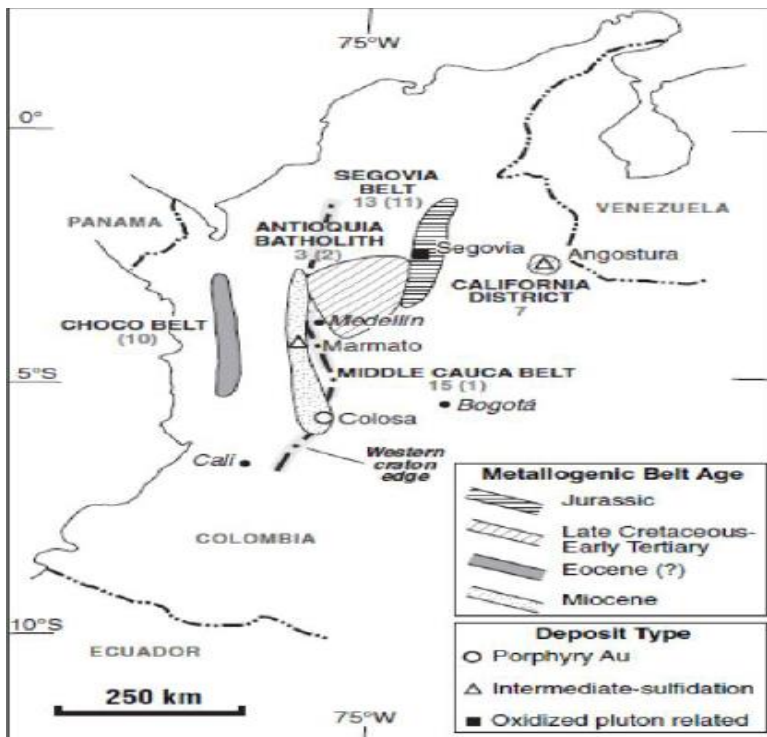 75°W
0°
SEGOVIA
BELT
13 (11)
PANAMA
VENEZUELA
ANTIOQUIA
BATHOLITH
3 (2)
Segovia
Angostura
CALIFORNIA
DISTRICT
7
CHOCO BELT
(10)
Medellín
Marmato
5°S
MIDDLE CAUCA BELT
15 (1)
Bogotá
Colosa
Cali
Western
craton
edge
COLOMBIA
Metallogenic Belt Age
Jurassic
Late Cretaceous-
Early Tertiary
Eocene (?)
Miocene
10°S
ECUADOR
Deposit Type
Porphyry Au
Intermediate-sulfidation
Oxidized pluton related
250 km
75°W